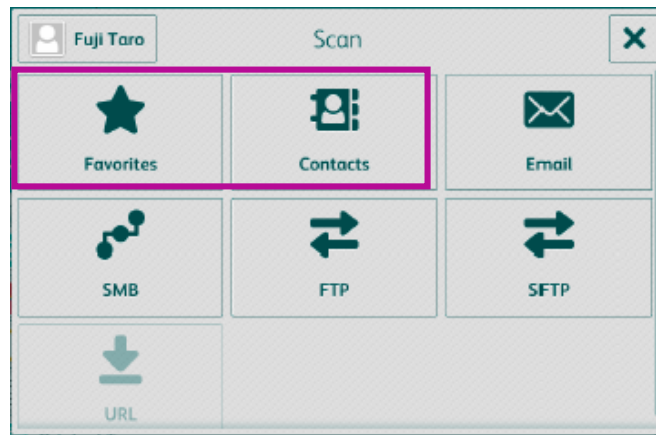 Fuji Taro
Scan
Favorites
Contacts
Email
SMB
FTP
SFTP
URL